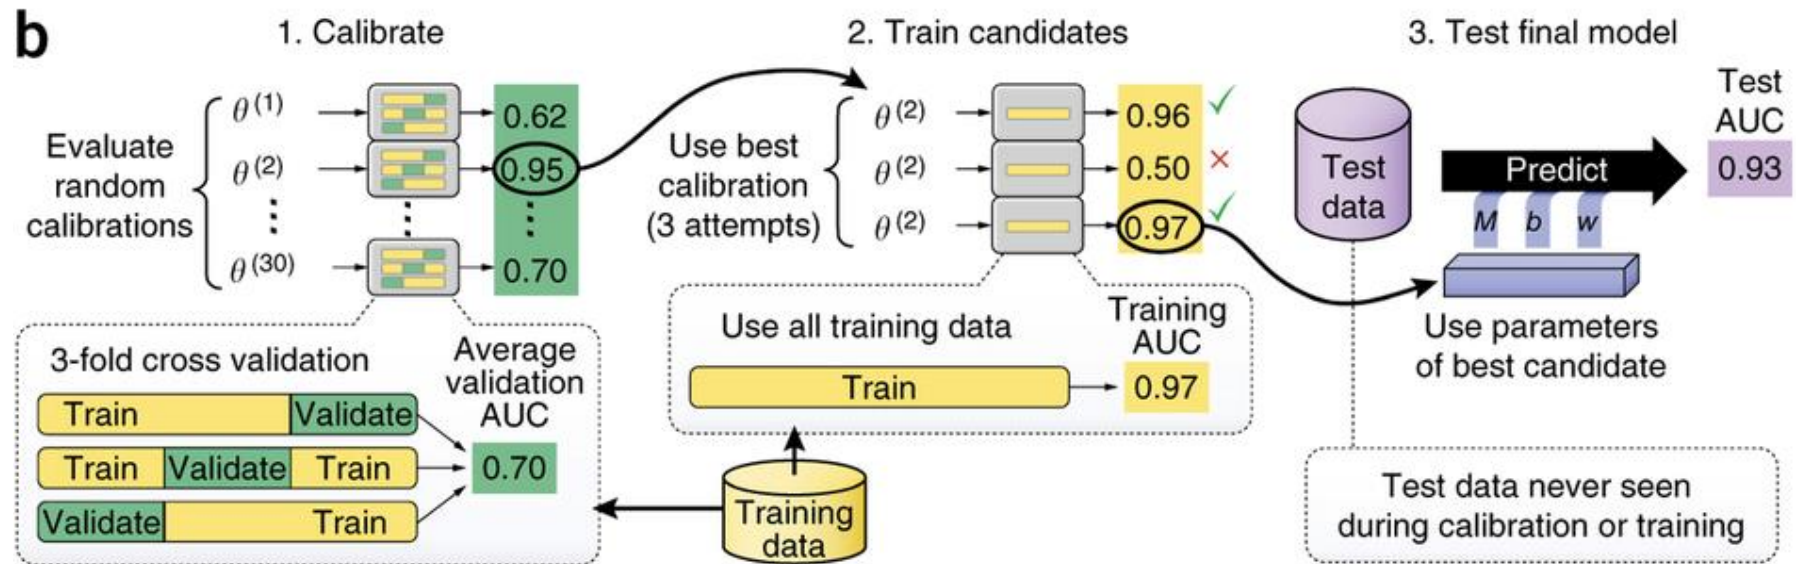 b
1. Calibrate
Evaluate
random
calibrations
θ(1)
θ(2)
θ(30)
0.62
0.95
0.70
3-fold cross validation
Average
validation
AUC
Train Validate
Train Validate Train
Validate Train
0.70
2. Train candidates
Use best
calibration
(3 attempts)
θ(2) 0.96 ✓
θ(2) 0.50 ×
θ(2) 0.97 ✓
Use all training data
Training
AUC
Train
0.97
Training
data
3. Test final model
Test
data
Predict
M b w
Test
AUC
0.93
Use parameters
of best candidate
Test data never seen
during calibration or training